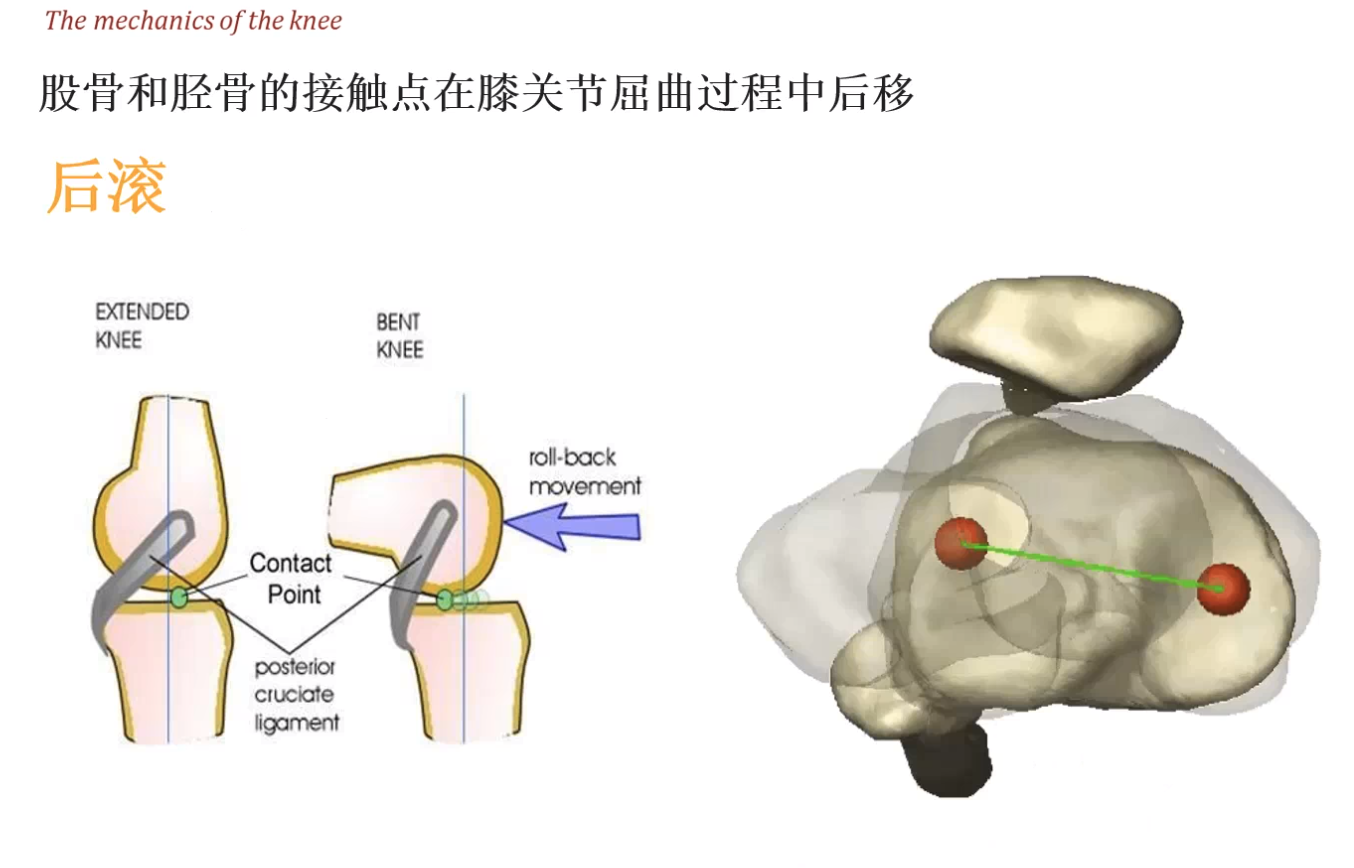 The mechanics of the knee
股骨和胫骨的接触点在膝关节屈曲过程中后移
后滚
EXTENDED
KNEE
BENT
KNEE
roll-back
movement
Contact
Point
posterior
cruciate
ligament